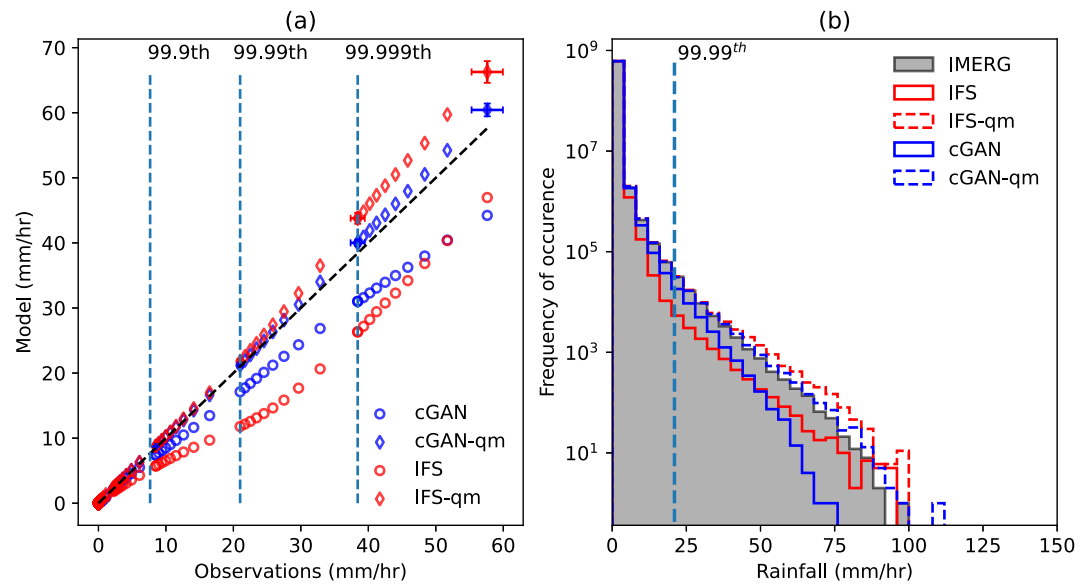 (a)
99.9th
99.99th
99.999th
70
60
50
40
30
20
10
0
Model (mm/hr)
cGAN
cGAN-qm
IFS
IFS-qm
0
10
20
30
40
50
60
Observations (mm/hr)
(b)
99.99th
IMERG
IFS
IFS-qm
cGAN
cGAN-qm
10^9
10^7
10^5
10^3
10^1
Frequency of occurence
0
25
50
75
100
125
150
Rainfall (mm/hr)